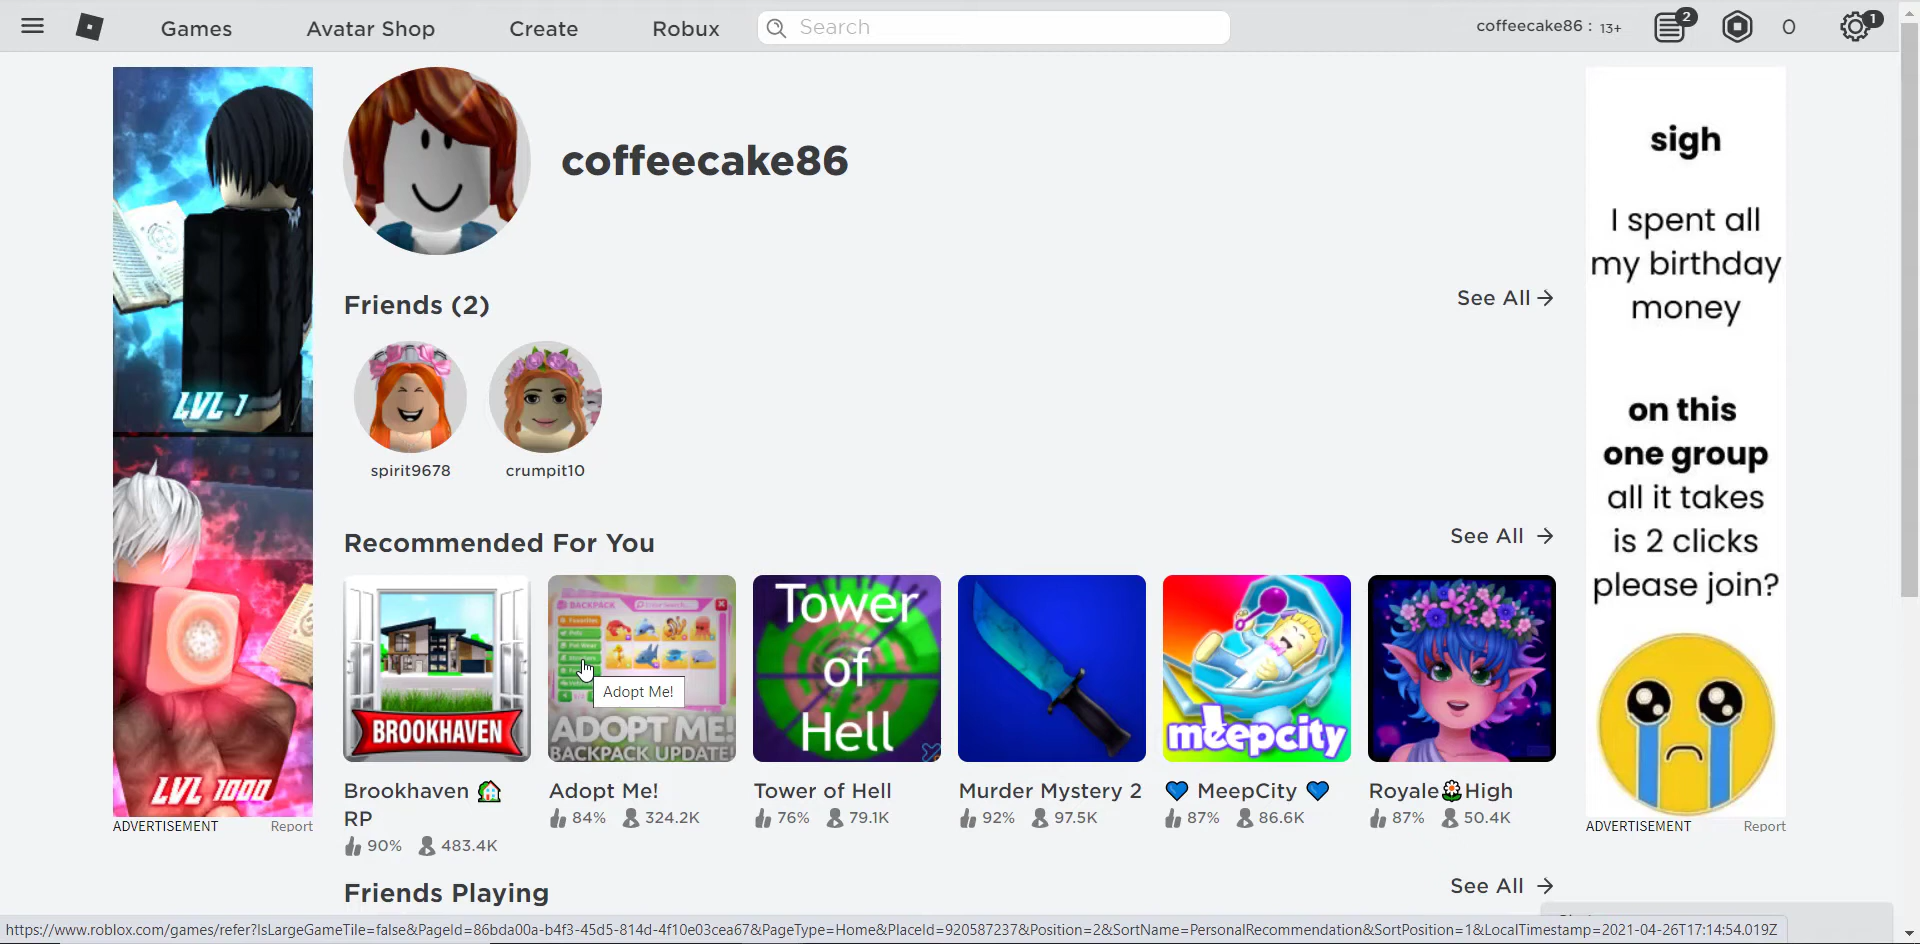 Games
Avatar Shop
Create
Robux
Search
coffeecake86 : 13+
2
0
1
LVL 1
LVL 1000
ADVERTISEMENT
Report
coffeecake86
Friends (2)
See All →
spirit9678
crumpit10
Recommended For You
See All →
BROOKHAVEN
BACKPACK
Favorites
Pets
ADOPT ME!
BACKPACK UPDATE!
Adopt Me!
Tower
of
Hell
meepcity
Brookhaven 🏠
RP
90% 483.4K
Adopt Me!
84% 324.2K
Tower of Hell
76% 79.1K
Murder Mystery 2
92% 97.5K
💙 MeepCity 💙
87% 86.6K
Royale🌼High
87% 50.4K
Friends Playing
See All →
sigh
I spent all
my birthday
money
on this
one group
all it takes
is 2 clicks
please join?
ADVERTISEMENT
Report
https://www.roblox.com/games/refer?IsLargeGameTile=false&PageId=86bda00a-b4f3-45d5-814d-4f10e03cea67&PageType=Home&PlaceId=920587237&Position=2&SortName=PersonalRecommendation&SortPosition=1&LocalTimestamp=2021-04-26T17:14:54.019Z